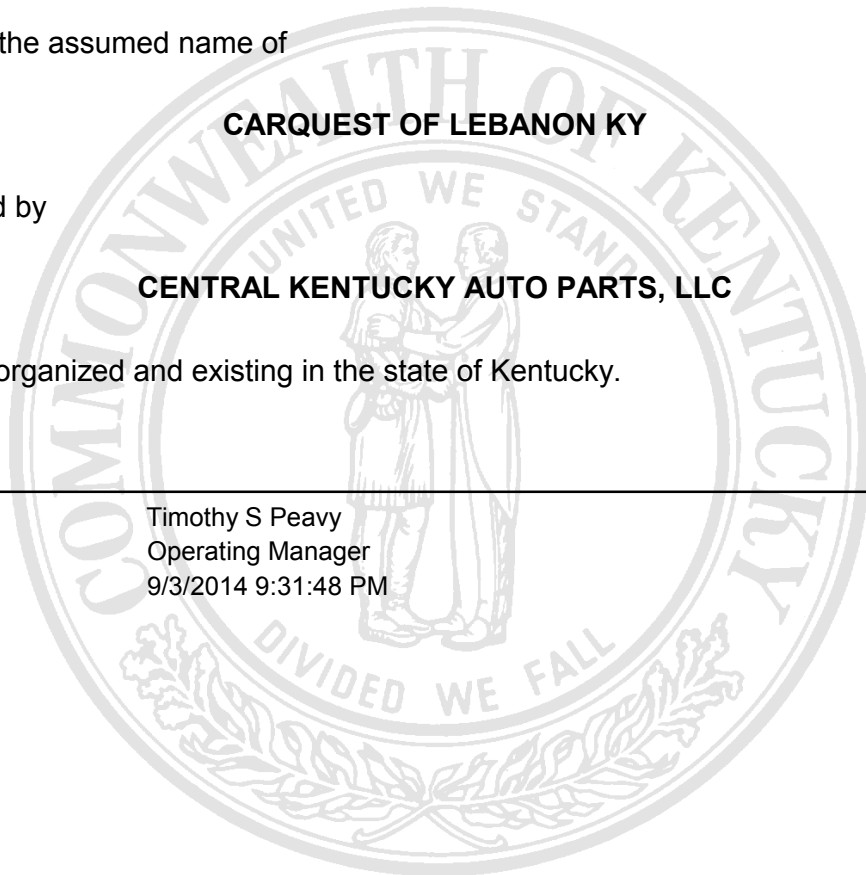 the assumed name of
CARQUEST OF LEBANON KY
d by
CENTRAL KENTUCKY AUTO PARTS, LLC
organized and existing in the state of Kentucky.
Timothy S Peavy
Operating Manager
9/3/2014 9:31:48 PM
COMMONWEALTH OF KENTUCKY
UNITED WE STAND
DIVIDED WE FALL